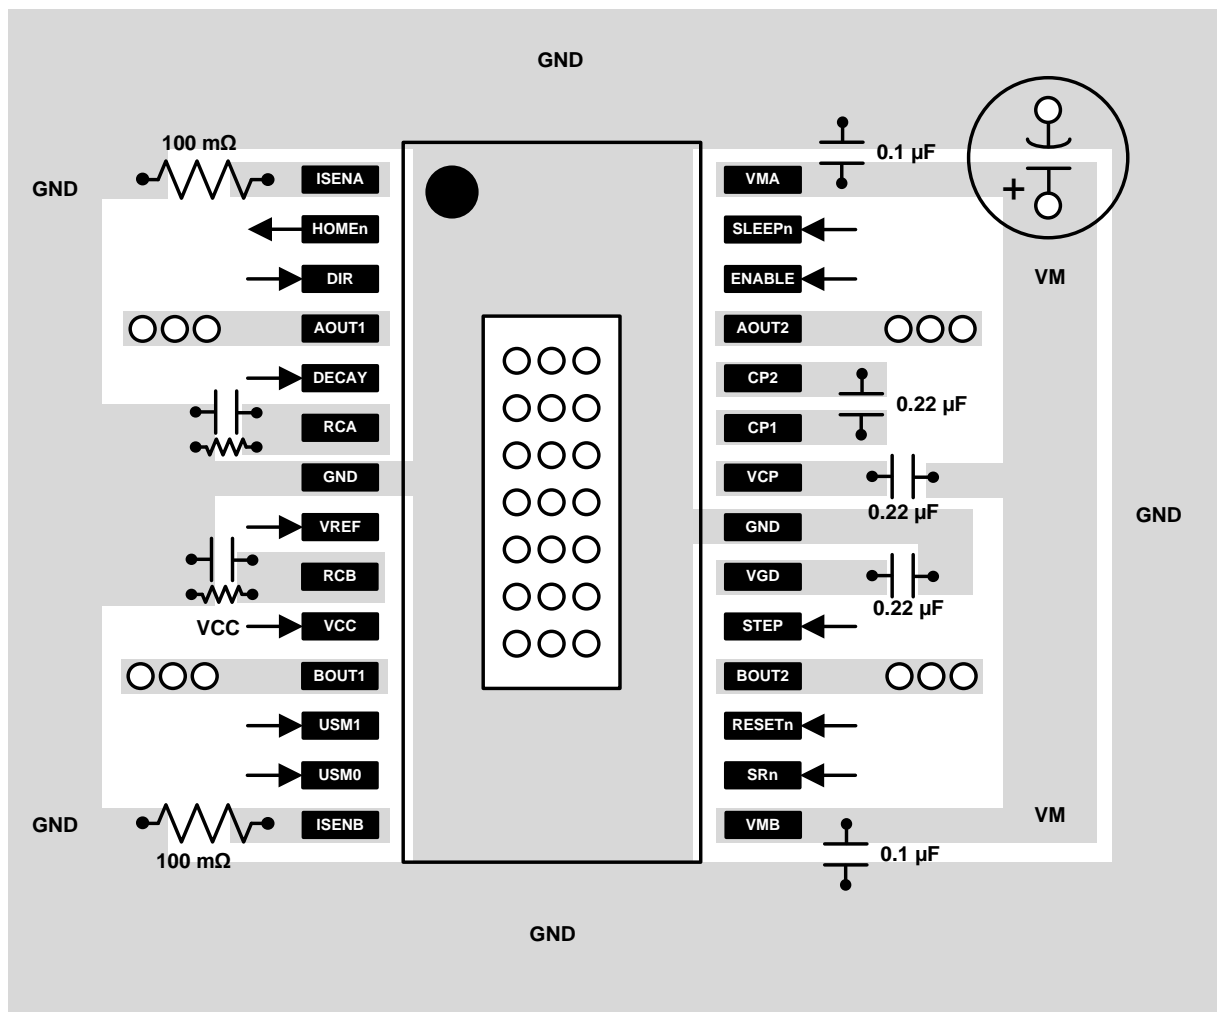 GND
100 mΩ
0.1 µF
+
GND
ISENA
VMA
HOMEn
SLEEPn
DIR
ENABLE
VM
AOUT1
AOUT2
DECAY
CP2
0.22 µF
RCA
CP1
GND
VCP
0.22 µF
GND
VREF
GND
RCB
VGD
0.22 µF
VCC
VCC
STEP
BOUT1
BOUT2
USM1
RESETn
USM0
SRn
GND
ISENB
VMB
VM
100 mΩ
0.1 µF
GND